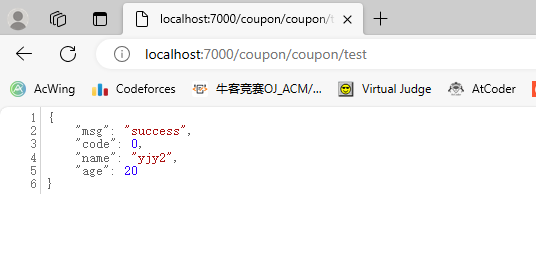 localhost:7000/coupon/coupon/t
localhost:7000/coupon/coupon/test
AcWing Codeforces 牛客竞赛OJ_ACM/... Virtual Judge AtCoder
1 {
2 "msg": "success",
3 "code": 0,
4 "name": "yjy2",
5 "age": 20
6 }